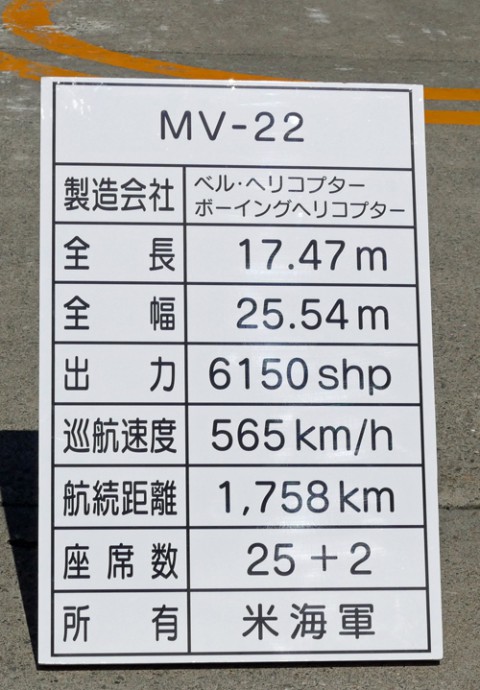 MV-22
製造会社 ベル・ヘリコプター
ボーイングヘリコプター
全長 17.47m
全幅 25.54m
出力 6150shp
巡航速度 565km/h
航続距離 1,758km
座席数 25+2
所有 米海軍